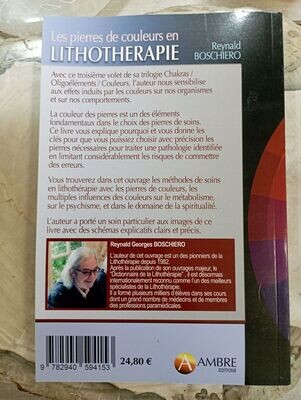 Les pierres de couleurs en
LITHOTHERAPIE
Reynald
BOSCHIERO
Avec ce troisième volet de sa trilogie Chakras /
Oligoéléments / Couleurs, l'auteur nous sensibilise
aux effets induits par les couleurs sur nos organismes
et sur nos comportements.
La couleur des pierres est un des éléments
fondamentaux dans le choix des pierres de soins.
Ce livre vous explique pourquoi et vous donne les
clés pour que vous puissiez choisir avec précision les
pierres nécessaires pour traiter une pathologie identifiée
en limitant considérablement les risques de commettre
des erreurs.
Vous trouverez dans cet ouvrage les méthodes de soins
en lithothérapie avec les pierres de couleurs, les
multiples influences des couleurs sur le métabolisme,
sur le psychisme, et dans le domaine de la spiritualité.
L'auteur a porté un soin particulier aux images de ce
livre avec des schémas explicatifs clairs et précis.
Reynald Georges BOSCHIERO
L'auteur de cet ouvrage est un des pionniers de la
Lithothérapie depuis 1982.
Après la publication de son ouvrages majeur, le
"Dictionnaire de la Lithothérapie", il est désormais
internationalement reconnu comme l'un des meilleurs
spécialistes de la Lithothérapie.
Il a formé plusieurs milliers d'élèves dans ses cours
dont un grand nombre de médecins et de membres
des professions paramédicales.
9 782940 594153
24,80 €
AMBRE
EDITIONS